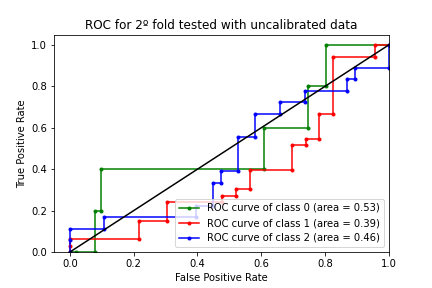 ROC for 2º fold tested with uncalibrated data
True Positive Rate
1.0
0.8
0.6
0.4
0.2
0.0
ROC curve of class 0 (area = 0.53)
ROC curve of class 1 (area = 0.39)
ROC curve of class 2 (area = 0.46)
0.0 0.2 0.4 0.6 0.8 1.0
False Positive Rate